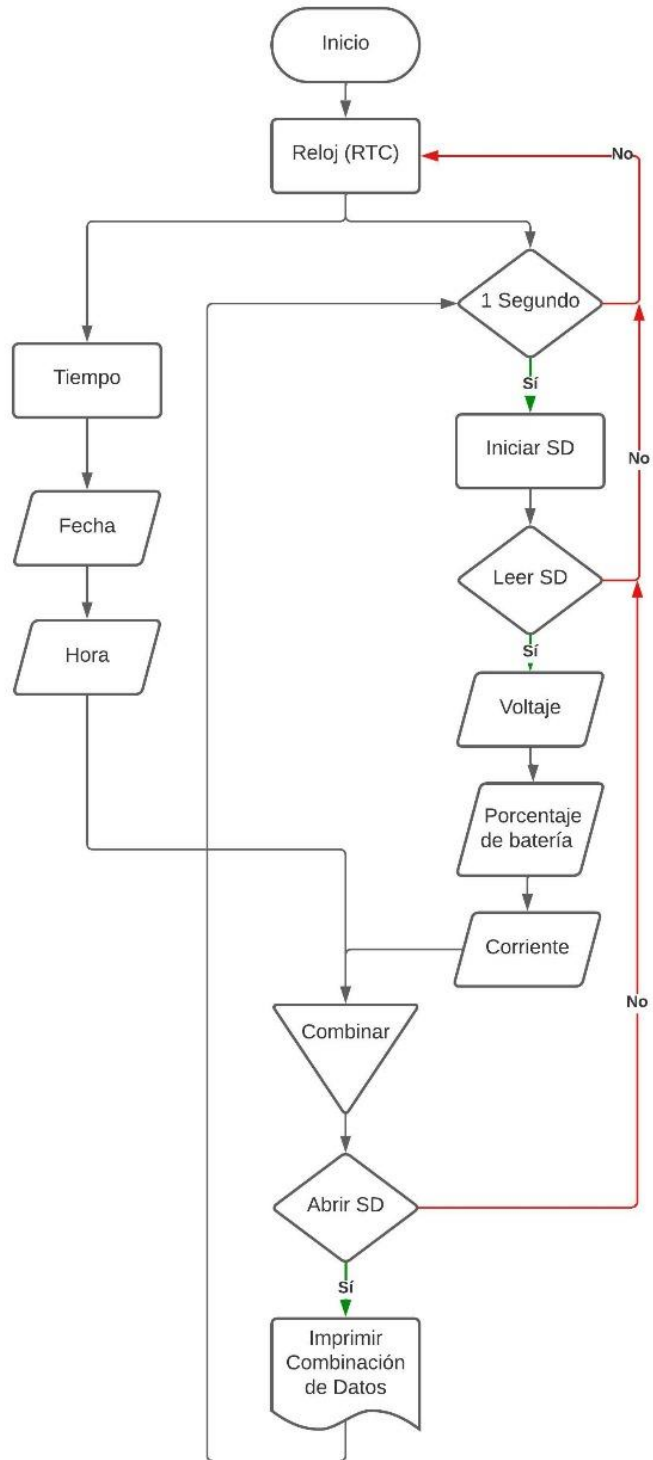 Inicio
Reloj (RTC)
No
1 Segundo
Sí
Tiempo
Iniciar SD
No
Fecha
Leer SD
Hora
Sí
Voltaje
Porcentaje
de batería
Corriente
No
Combinar
Abrir SD
Sí
Imprimir
Combinación
de Datos